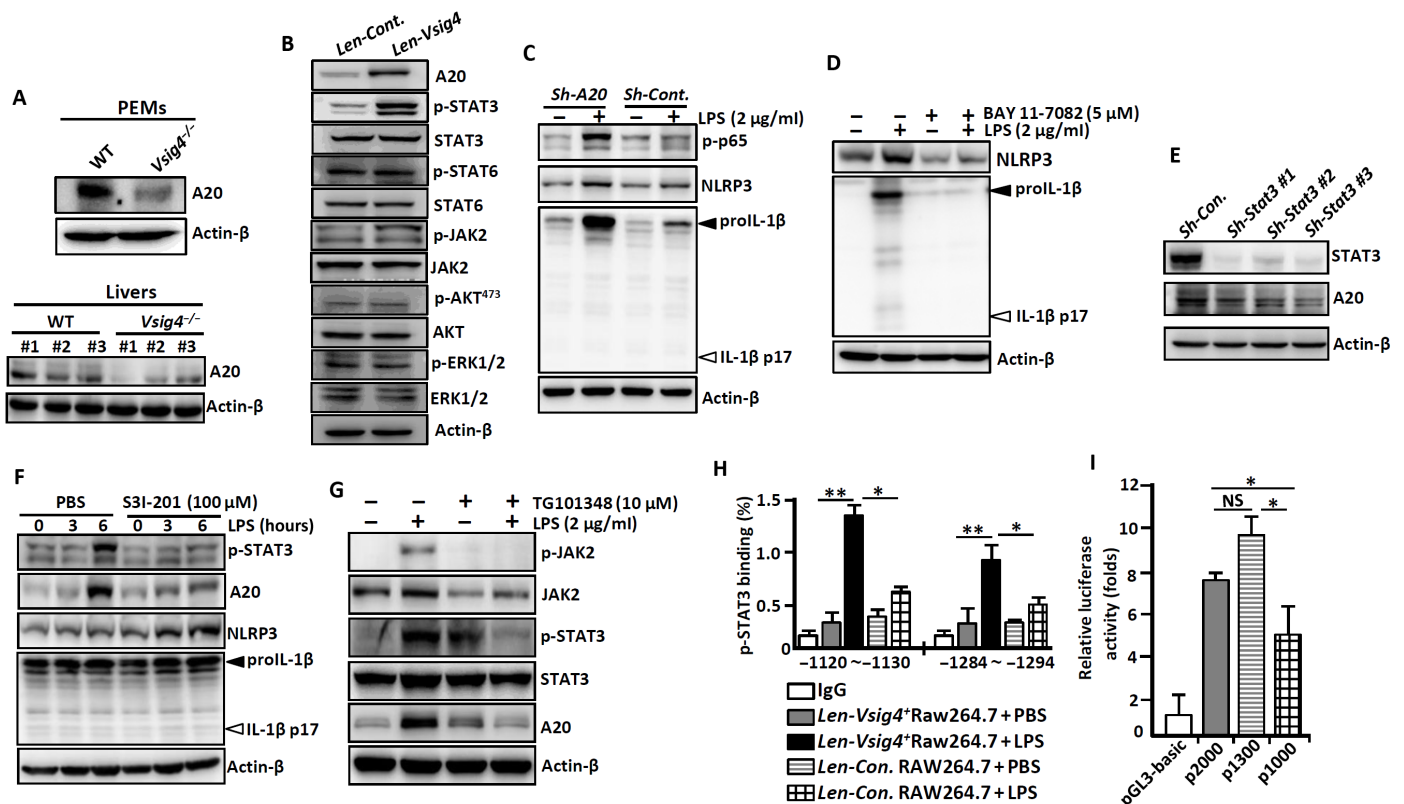 A
PEMs
WT
Vsig4−/−
A20
Actin-β
Livers
WT
Vsig4−/−
#1 #2 #3 #1 #2 #3
A20
Actin-β
B
Len-Cont.
Len-Vsig4
A20
p-STAT3
STAT3
p-STAT6
STAT6
p-JAK2
JAK2
p-AKT473
AKT
p-ERK1/2
ERK1/2
Actin-β
C
Sh-A20 Sh-Cont.
− + − + LPS (2 μg/ml)
p-p65
NLRP3
proIL-1β
IL-1β p17
Actin-β
D
− − + + BAY 11-7082 (5 μM)
− + − + LPS (2 μg/ml)
NLRP3
proIL-1β
IL-1β p17
Actin-β
E
Sh-Con.
Sh-Stat3 #1
Sh-Stat3 #2
Sh-Stat3 #3
STAT3
A20
Actin-β
F
PBS S3I-201 (100 μM)
0 3 6 0 3 6 LPS (hours)
p-STAT3
A20
NLRP3
proIL-1β
IL-1β p17
Actin-β
G
− − + + TG101348 (10 μM)
− + − + LPS (2 μg/ml)
p-JAK2
JAK2
p-STAT3
STAT3
A20
Actin-β
H
p-STAT3 binding (%)
1.5
1.0
0.5
0
** *
** *
−1120 ~ −1130
−1284 ~ −1294
IgG
Len-Vsig4+Raw264.7 + PBS
Len-Vsig4+Raw264.7 + LPS
Len-Con. RAW264.7 + PBS
Len-Con. RAW264.7 + LPS
I
Relative luciferase
activity (folds)
12
10
8
6
4
2
0
*
NS *
pGL3-basic
p2000
p1300
p1000